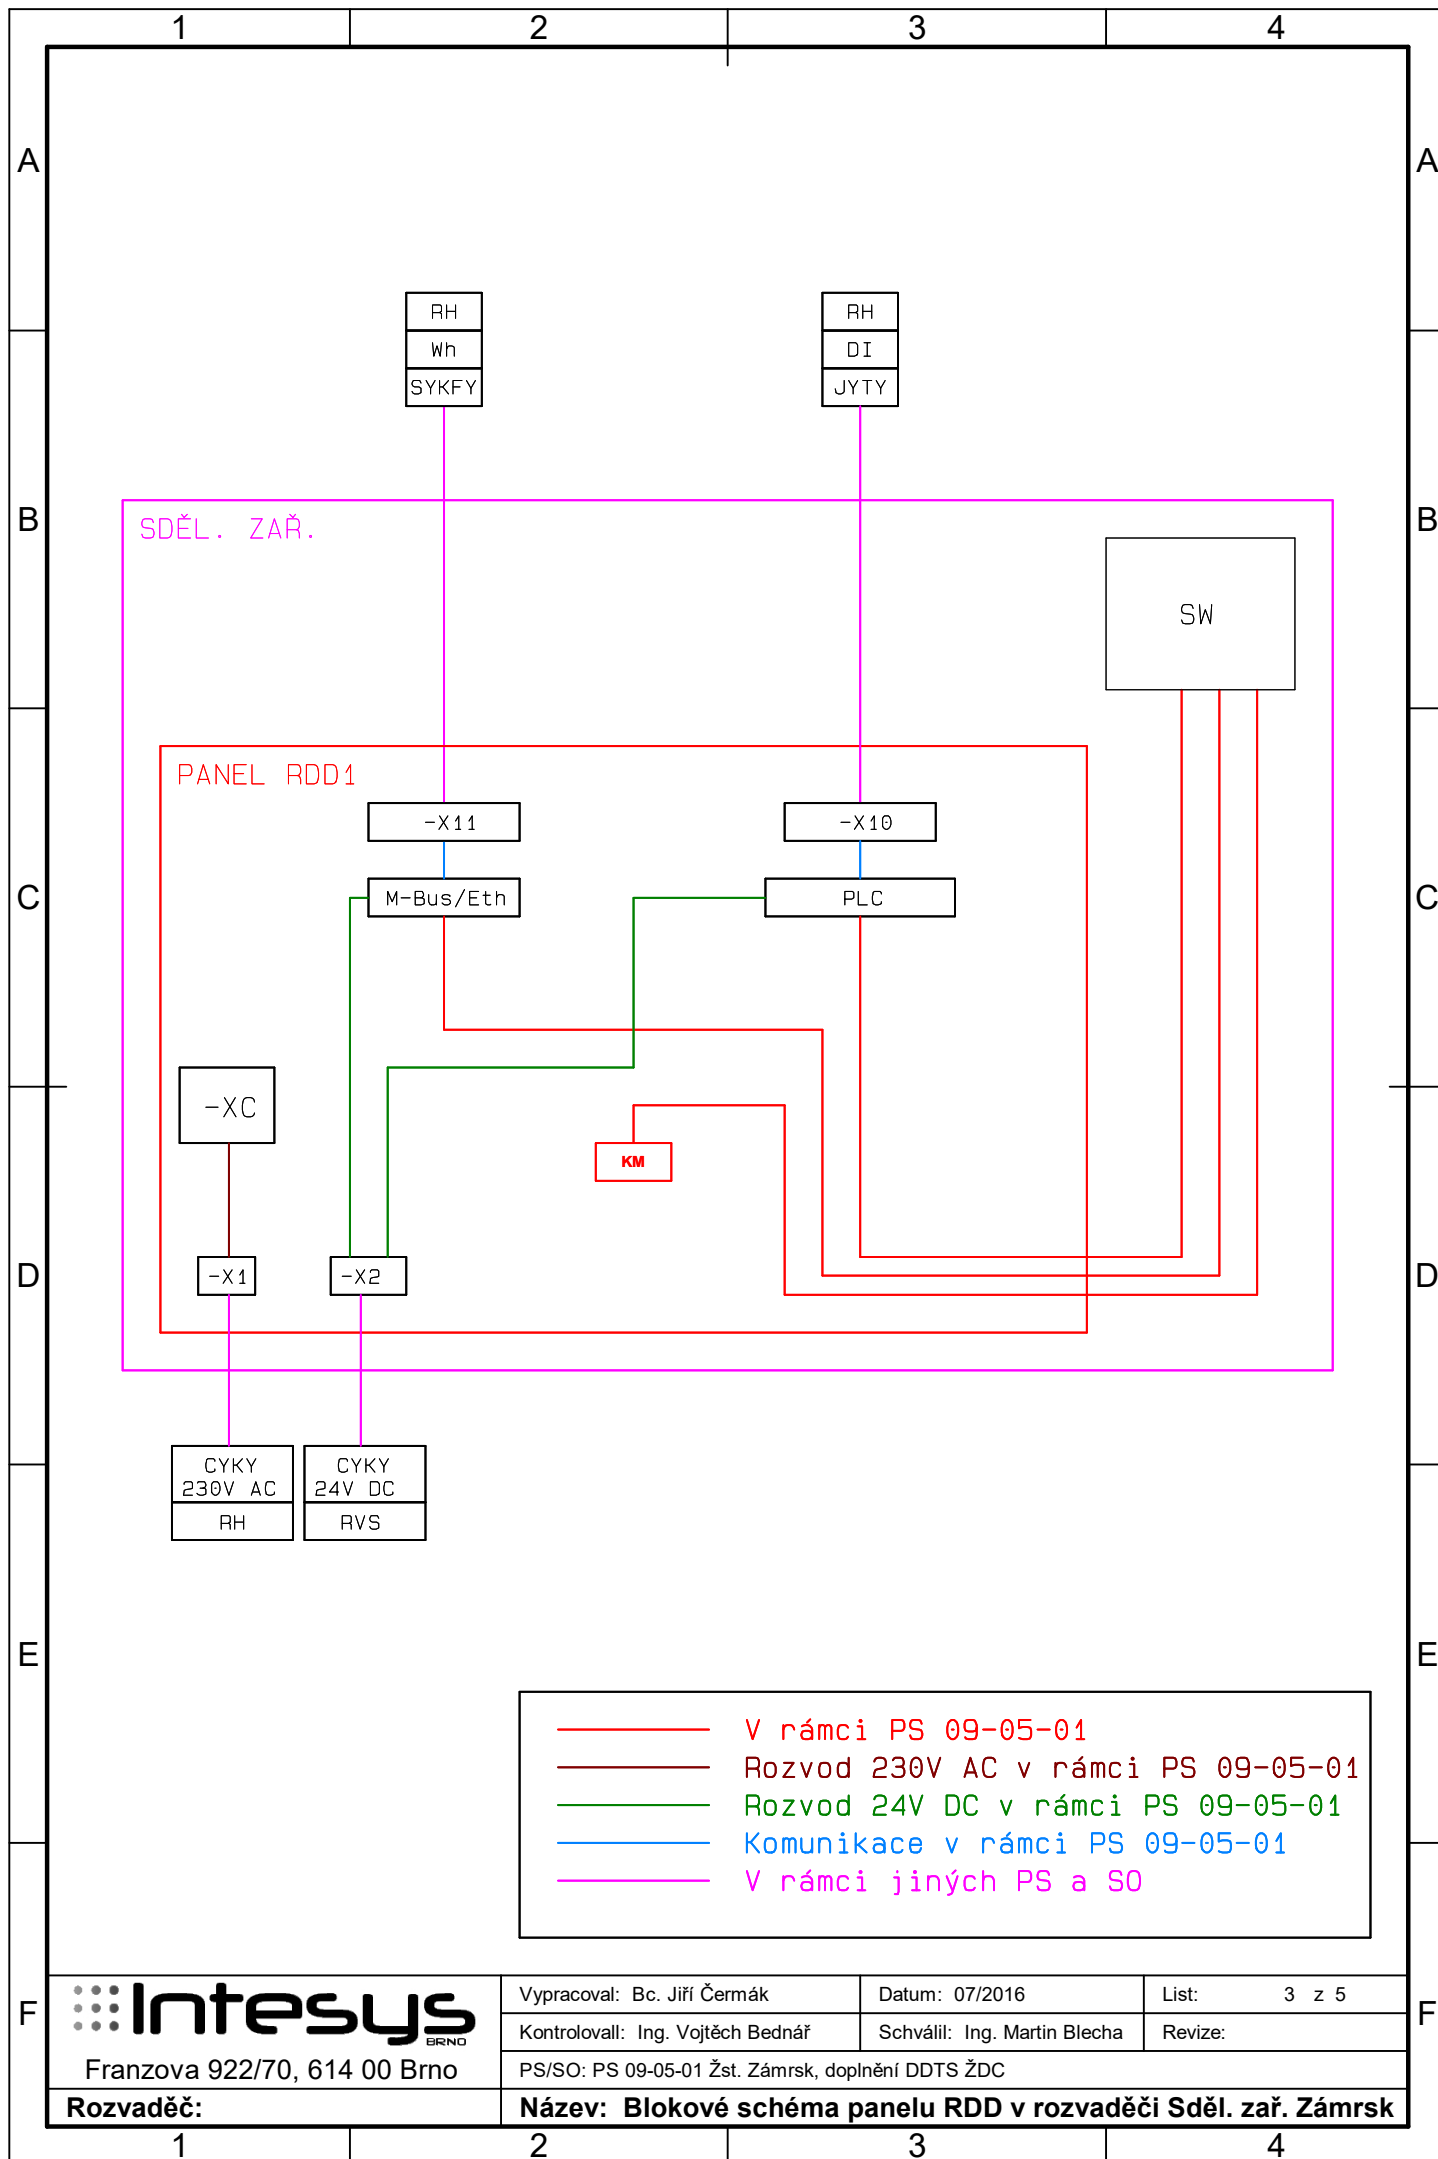 1 2 3 4
A A
RH RH
Wh DI
SYKFY JYTY
B B
SDĚL. ZAŘ.
SW
PANEL RDD1
-X11 -X10
C M-Bus/Eth PLC C
-XC
KM
D -X1 -X2 D
CYKY CYKY
230V AC 24V DC
RH RVS
E E
V rámci PS 09-05-01
Rozvod 230V AC v rámci PS 09-05-01
Rozvod 24V DC v rámci PS 09-05-01
Komunikace v rámci PS 09-05-01
V rámci jiných PS a SO
F F
Intesys
BRNO
Franzova 922/70, 614 00 Brno
Vypracoval: Bc. Jiří Čermák Datum: 07/2016 List: 3 z 5
Kontrolovall: Ing. Vojtěch Bednář Schválil: Ing. Martin Blecha Revize:
PS/SO: PS 09-05-01 Žst. Zámrsk, doplnění DDTS ŽDC
Rozvaděč: Název: Blokové schéma panelu RDD v rozvaděči Sděl. zař. Zámrsk
1 2 3 4